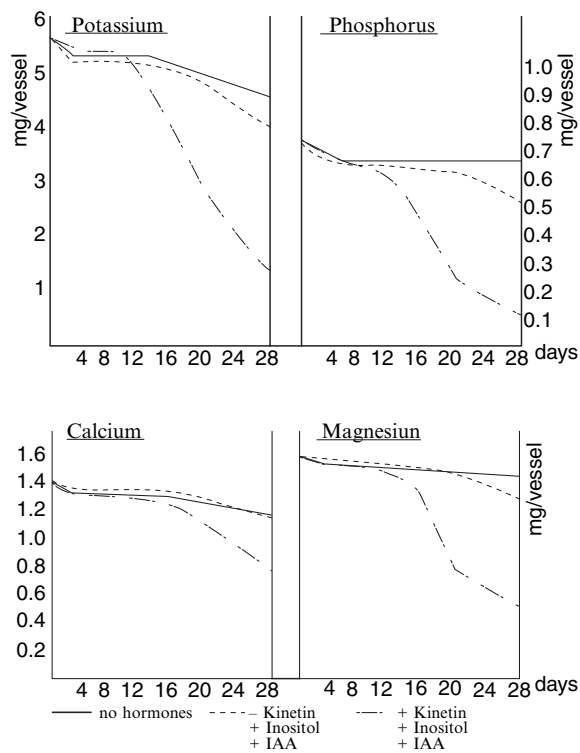 Potassium
Phosphorus
mg/vessel
6
5
4
3
2
1
1.0
0.9
0.8
0.7
0.6
0.5
0.4
0.3
0.2
0.1
mg/vessel
4 8 12 16 20 24 28
4 8 12 16 20 24 28 days
Calcium
Magnesiun
1.6
1.4
1.2
1.0
0.8
0.6
0.4
0.2
mg/vessel
4 8 12 16 20 24 28
4 8 12 16 20 24 28 days
no hormones
– Kinetin
+ Inositol
+ IAA
+ Kinetin
+ Inositol
+ IAA